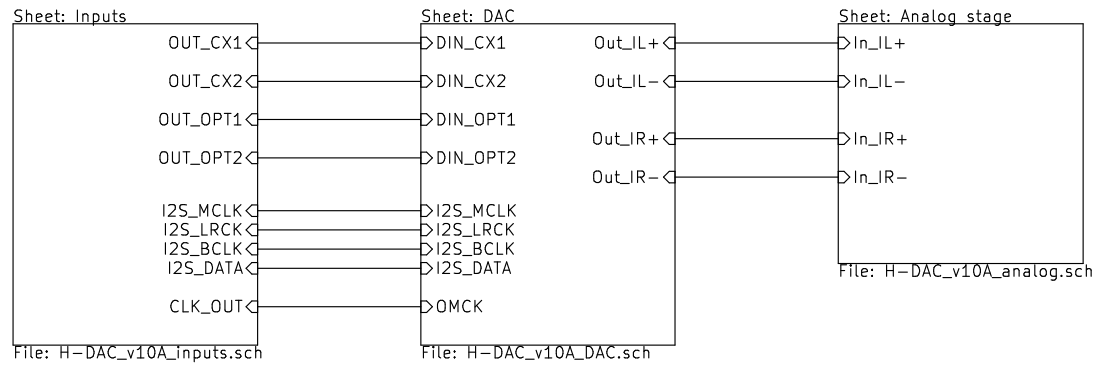 Sheet: Inputs
OUT_CX1
OUT_CX2
OUT_OPT1
OUT_OPT2
I2S_MCLK
I2S_LRCK
I2S_BCLK
I2S_DATA
CLK_OUT
File: H-DAC_v10A_inputs.sch
Sheet: DAC
DIN_CX1
DIN_CX2
DIN_OPT1
DIN_OPT2
I2S_MCLK
I2S_LRCK
I2S_BCLK
I2S_DATA
OMCK
Out_IL+
Out_IL-
Out_IR+
Out_IR-
File: H-DAC_v10A_DAC.sch
Sheet: Analog stage
In_IL+
In_IL-
In_IR+
In_IR-
File: H-DAC_v10A_analog.sch